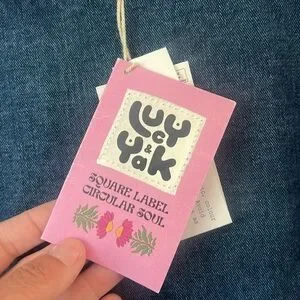 Lucy
&
Yak
SQUARE LABEL
CIRCULAR SOUL